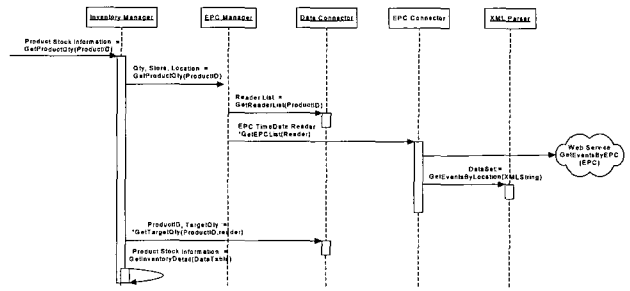 Inventory Manager
EPC Manager
Data Connector
EPC Connector
XML Parser
Product Stock Information =
GetProductQty(ProductID)
Qty, Store, Location =
GetProductQty(ProductID)
Reader List =
GetReaderList(ProductID)
EPC TimeDate Reader
*GetEPCList(Reader)
Web Service
GetEventsByEPC
(EPC)
DataSet =
GetEventsByLocation(XMLString)
ProductID, TargetQty =
*GetTargetQty(ProductID,reader)
Product Stock Information =
GetInventoryDetail(DataTable)